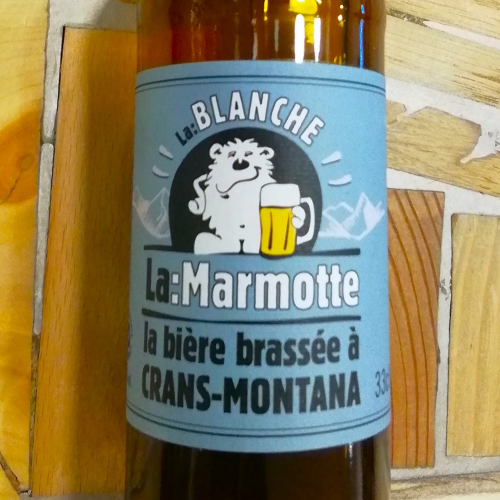 La:BLANCHE
La:Marmotte
la bière brassée à
CRANS-MONTANA